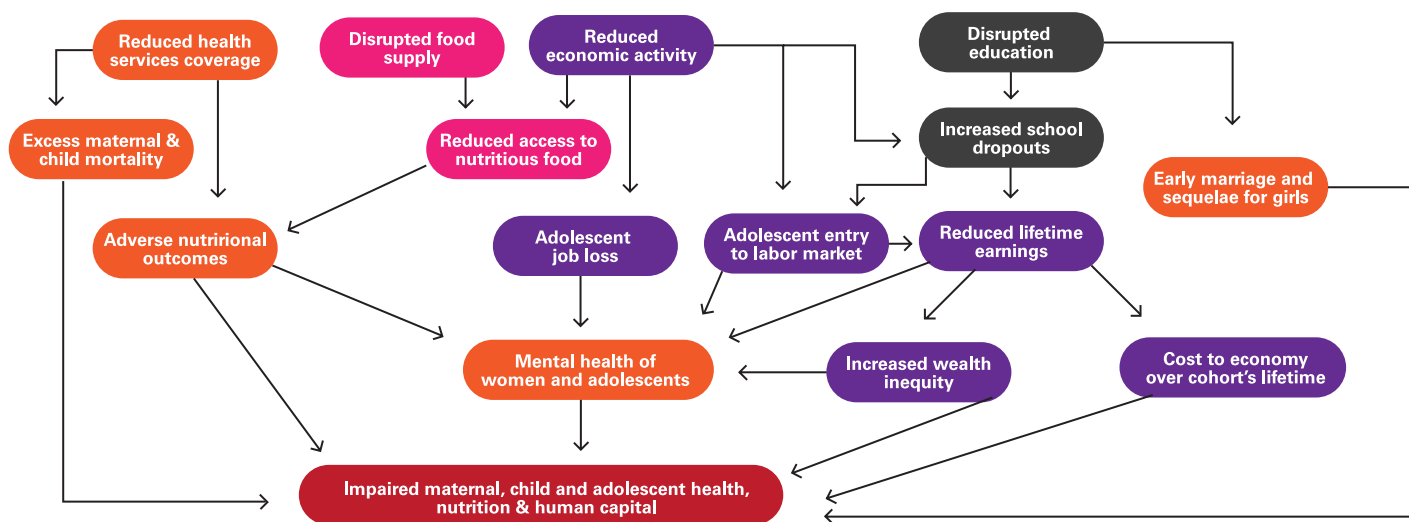 Reduced health
services coverage
Disrupted food
supply
Reduced
economic activity
Disrupted
education
Excess maternal &
child mortality
Reduced access to
nutritious food
Increased school
dropouts
Early marriage and
sequelae for girls
Adverse nutrirional
outcomes
Adolescent
job loss
Adolescent entry
to labor market
Reduced lifetime
earnings
Mental health of
women and adolescents
Increased wealth
inequity
Cost to economy
over cohort’s lifetime
Impaired maternal, child and adolescent health,
nutrition & human capital